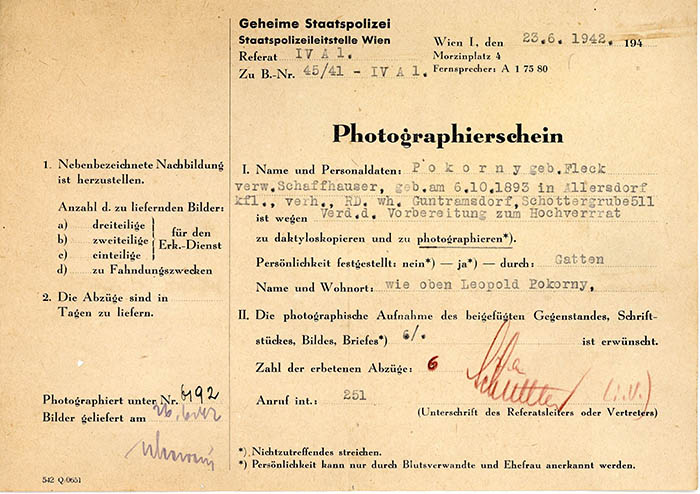 Geheime Staatspolizei
Staatspolizeileitstelle Wien
Referat IV A 1.
Zu B.-Nr. 45/41 - IV A 1.
Wien I, den 23.6. 1942. 194
Morzinplatz 4
Fernsprecher: A 1 75 80
Photographierschein
1. Nebenbezeichnete Nachbildung
ist herzustellen.
Anzahl d. zu liefernden Bilder:
a) dreiteilige
b) zweiteilige
c) einteilige
für den
Erk.-Dienst
d) zu Fahndungszwecken
2. Die Abzüge sind in
Tagen zu liefern.
Photographiert unter Nr. 6192
Bilder geliefert am 26.6.42
542 Q/0651
I. Name und Personaldaten: Pokorny geb.Fleck
verw.Schaffhauser, geb.am 6.10.1893 in Allersdorf
kfl., verh., RD. wh. Guntramsdorf, Schottergrube511
ist wegen Verd.d. Vorbereitung zum Hochverrat
zu daktyloskopieren und zu photographieren*).
Persönlichkeit festgestellt: nein*) — ja*) — durch: Gatten
Name und Wohnort: wie oben Leopold Pokorny,
II. Die photographische Aufnahme des beigefügten Gegenstandes, Schrift-
stückes, Bildes, Briefes*) 6/. ist erwünscht.
Zahl der erbetenen Abzüge: 6
Anruf int.: 251
(i.V.)
(Unterschrift des Referatsleiters oder Vertreters)
*) Nichtzutreffendes streichen.
*) Persönlichkeit kann nur durch Blutsverwandte und Ehefrau anerkannt werden.